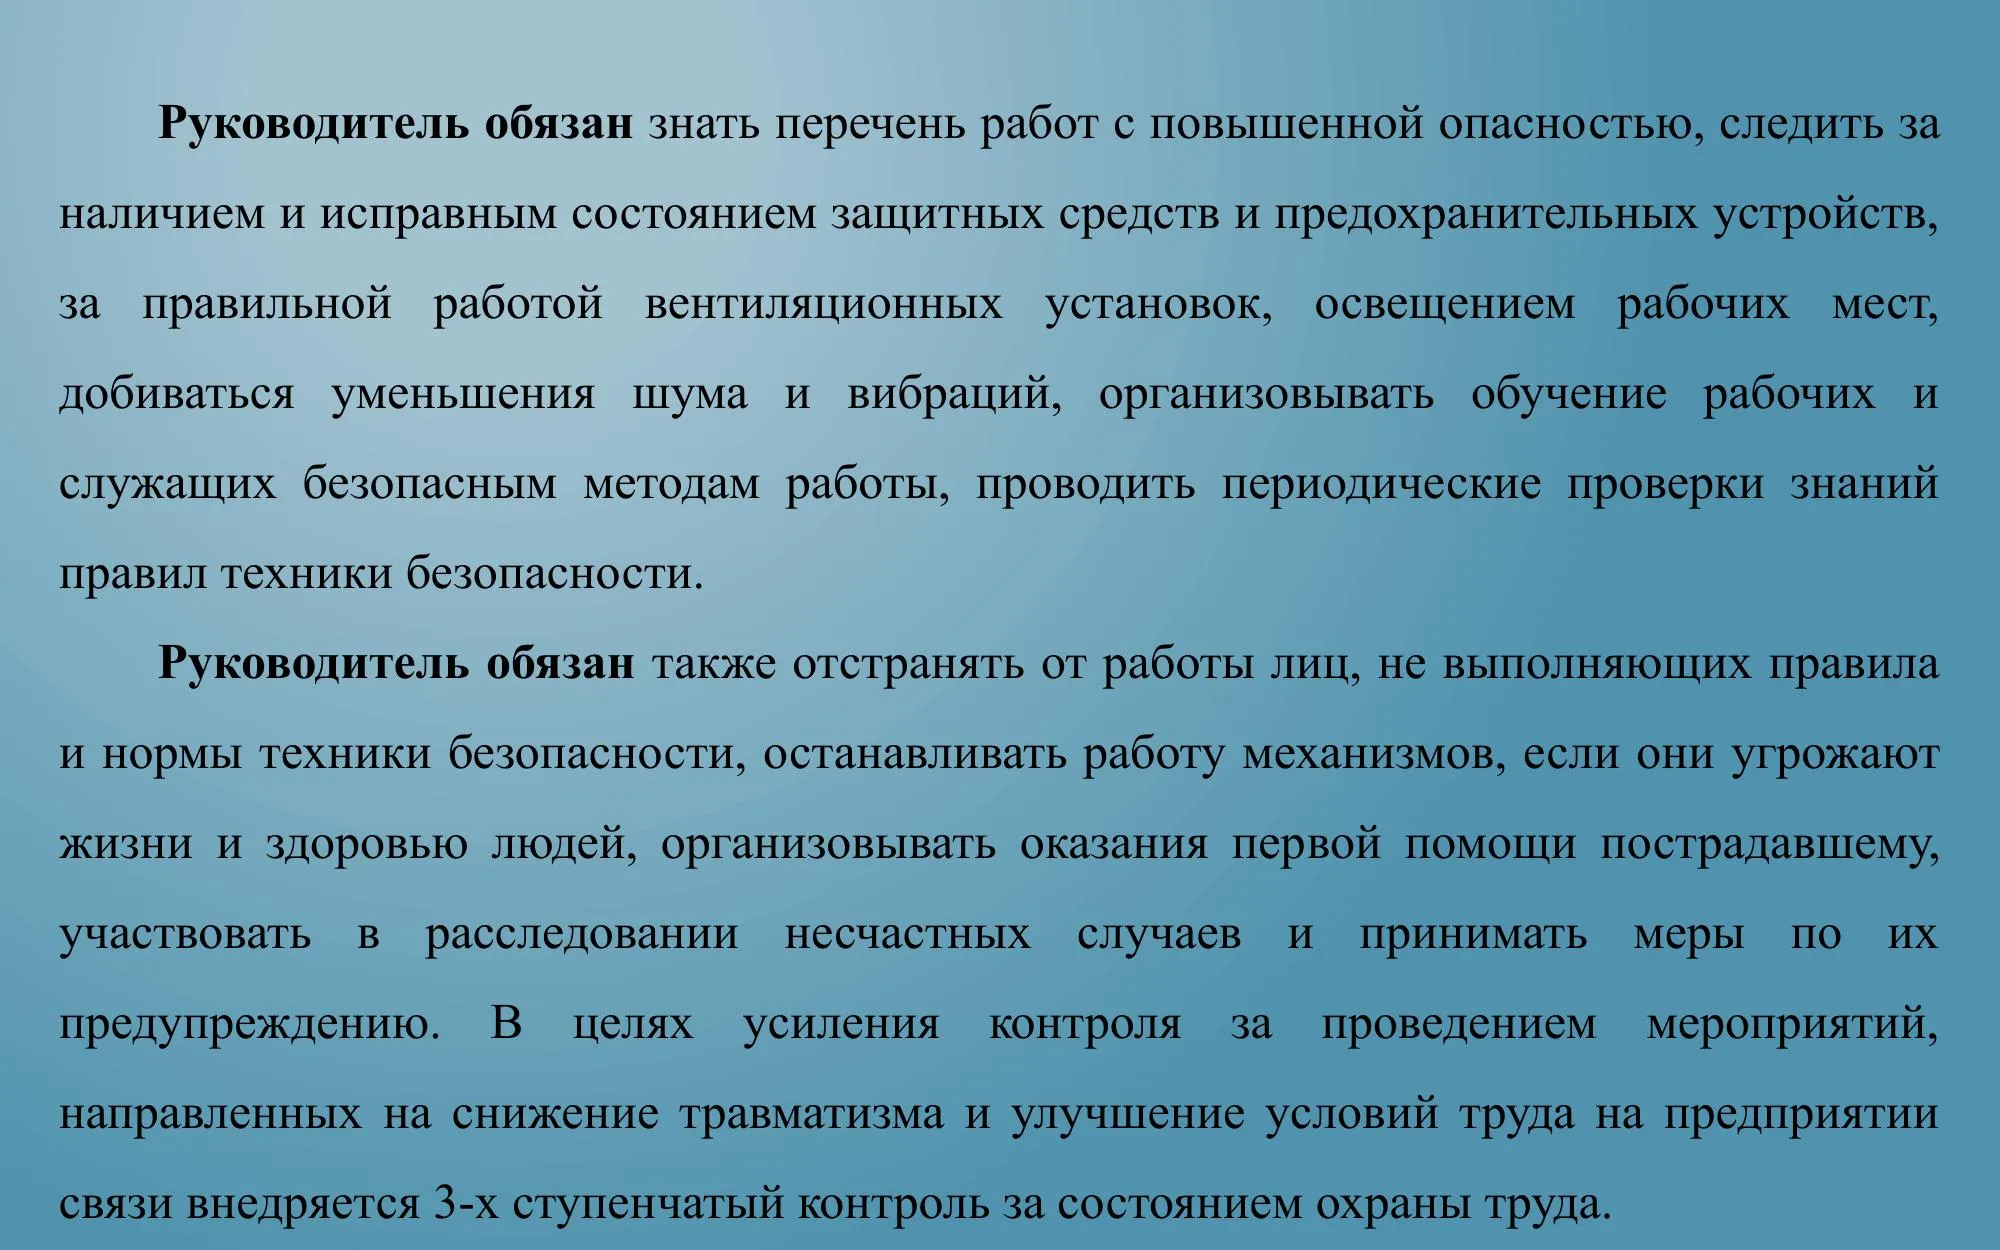 Руководитель обязан знать перечень работ с повышенной опасностью, следить за
наличием и исправным состоянием защитных средств и предохранительных устройств,
за правильной работой вентиляционных установок, освещением рабочих мест,
добиваться уменьшения шума и вибраций, организовывать обучение рабочих и
служащих безопасным методам работы, проводить периодические проверки знаний
правил техники безопасности.
Руководитель обязан также отстранять от работы лиц, не выполняющих правила
и нормы техники безопасности, останавливать работу механизмов, если они угрожают
жизни и здоровью людей, организовывать оказания первой помощи пострадавшему,
участвовать в расследовании несчастных случаев и принимать меры по их
предупреждению. В целях усиления контроля за проведением мероприятий,
направленных на снижение травматизма и улучшение условий труда на предприятии
связи внедряется 3-х ступенчатый контроль за состоянием охраны труда.